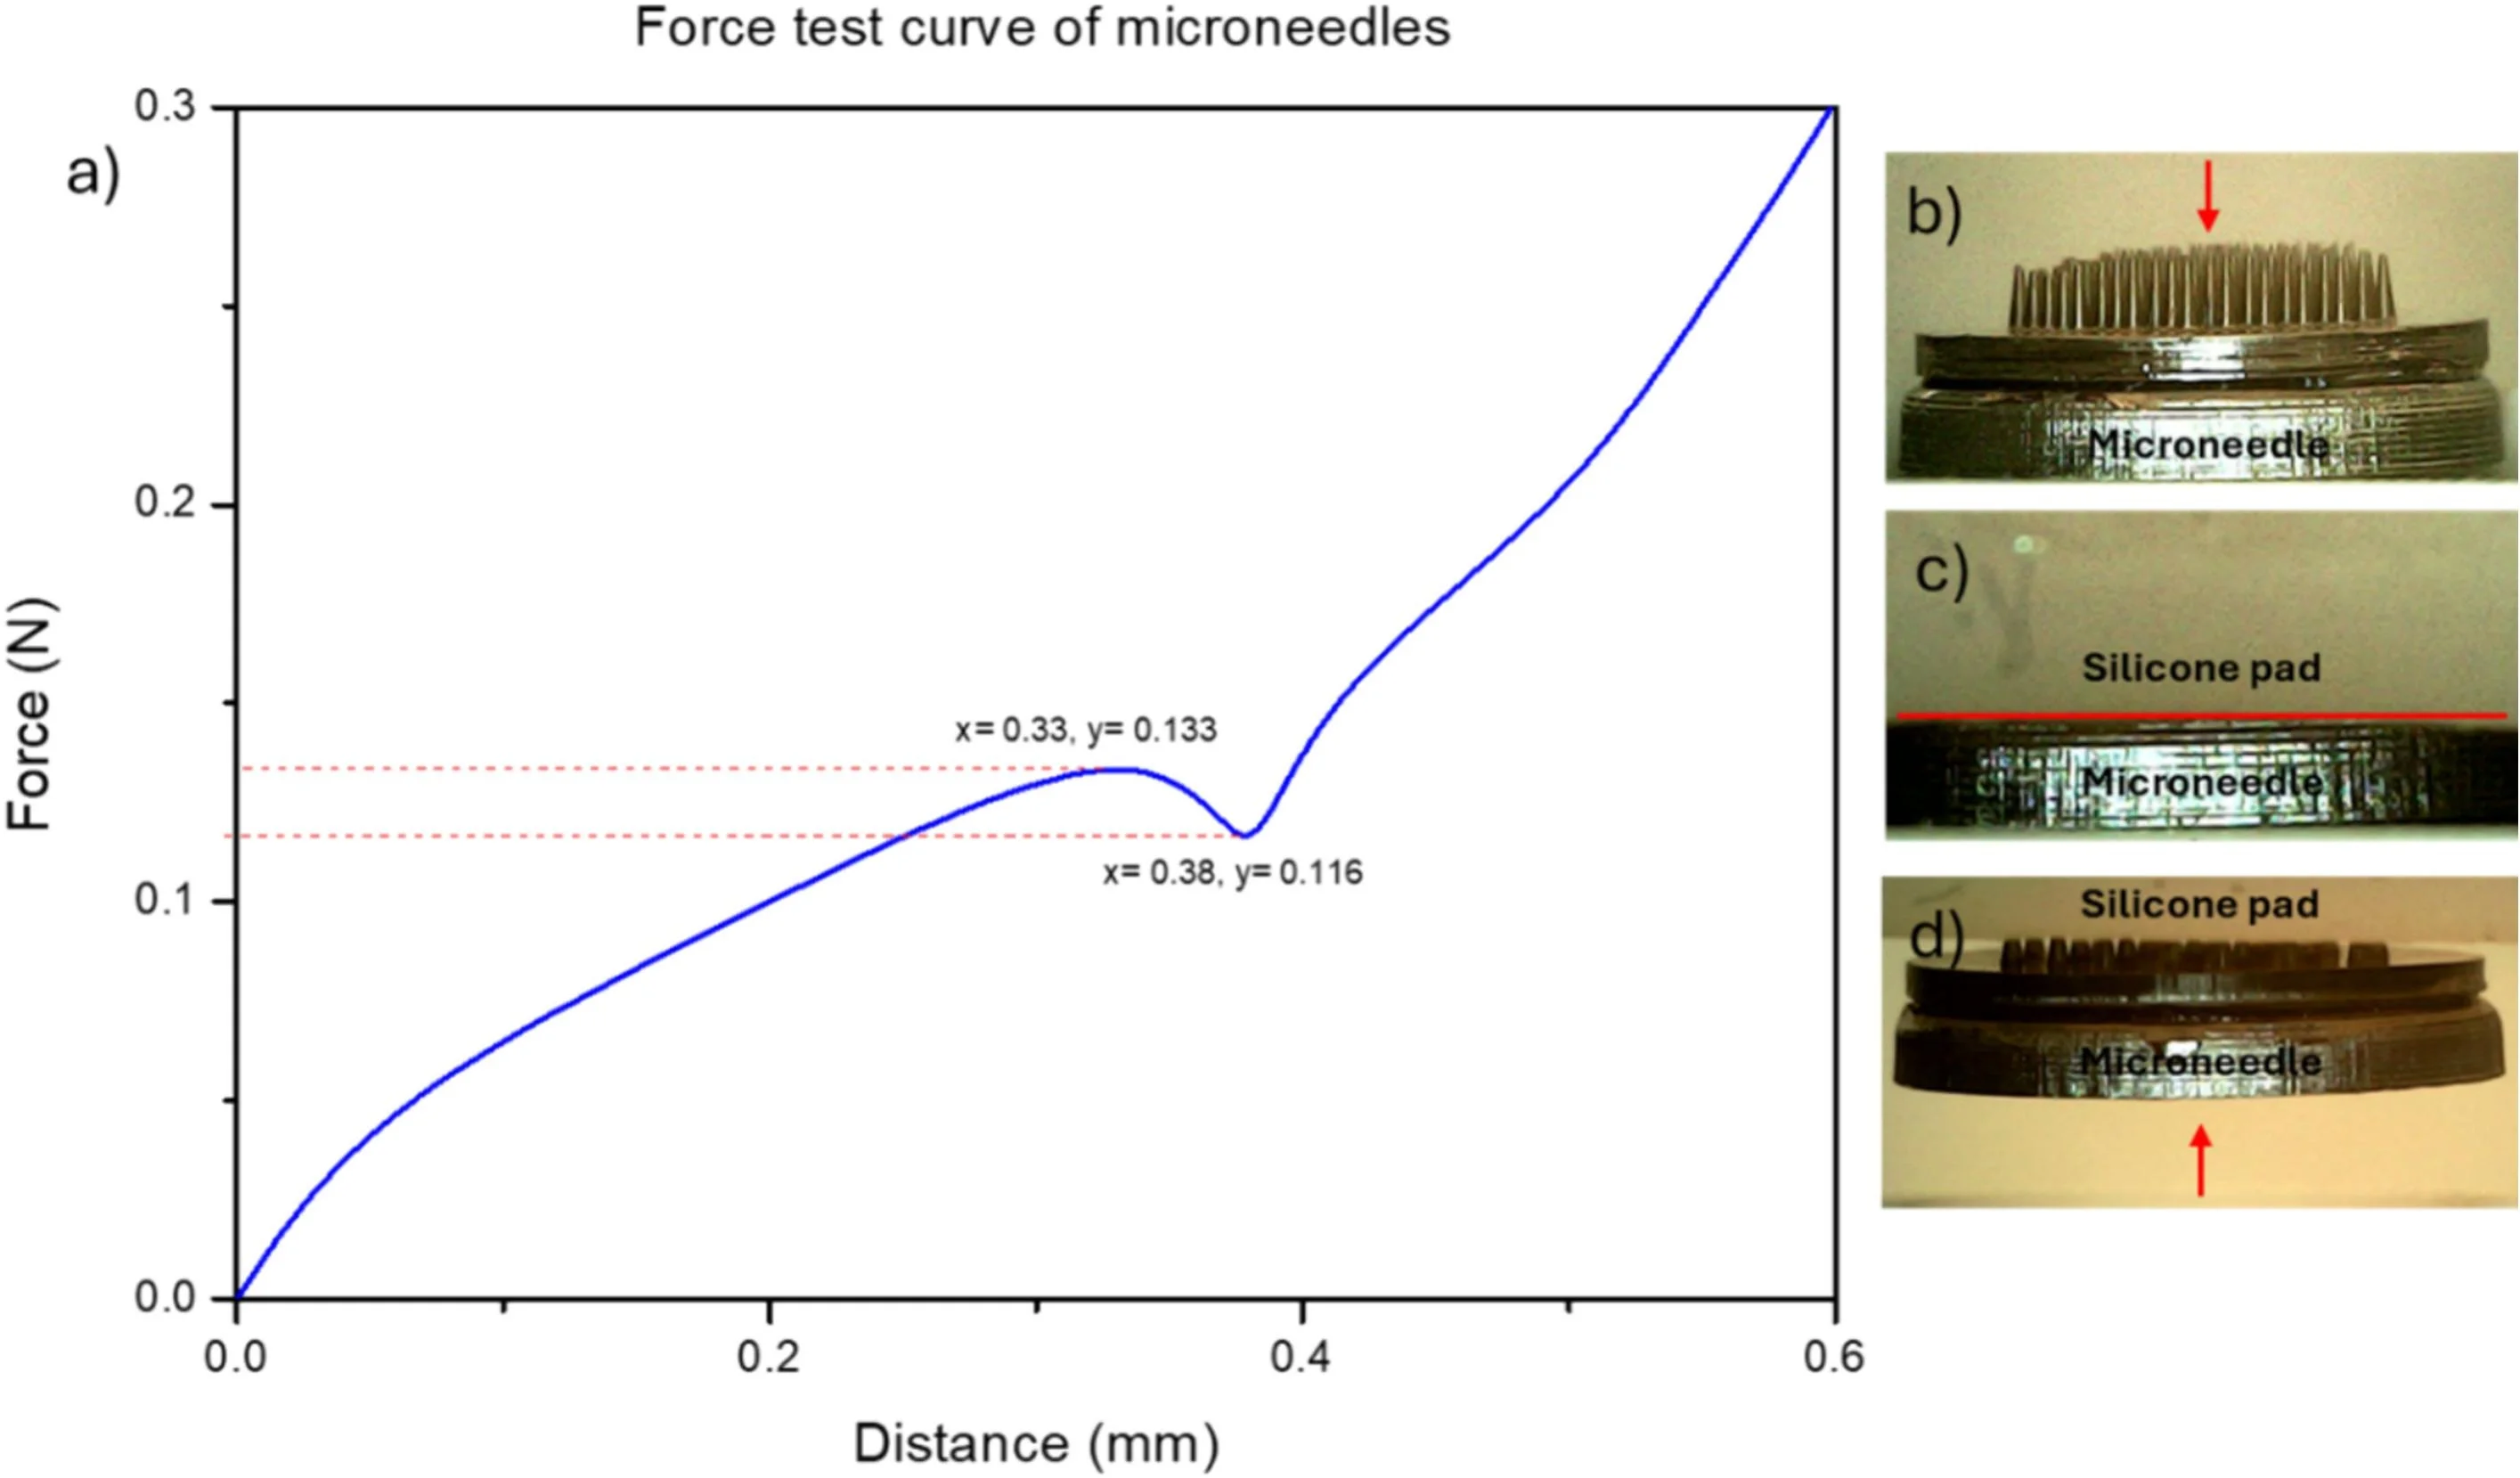 Force test curve of microneedles
a)
0.3
0.2
0.1
0.0
Force (N)
x= 0.33, y= 0.133
x= 0.38, y= 0.116
0.0 0.2 0.4 0.6
Distance (mm)
b)
Microneedle
c)
Silicone pad
Microneedle
Silicone pad
d)
Microneedle